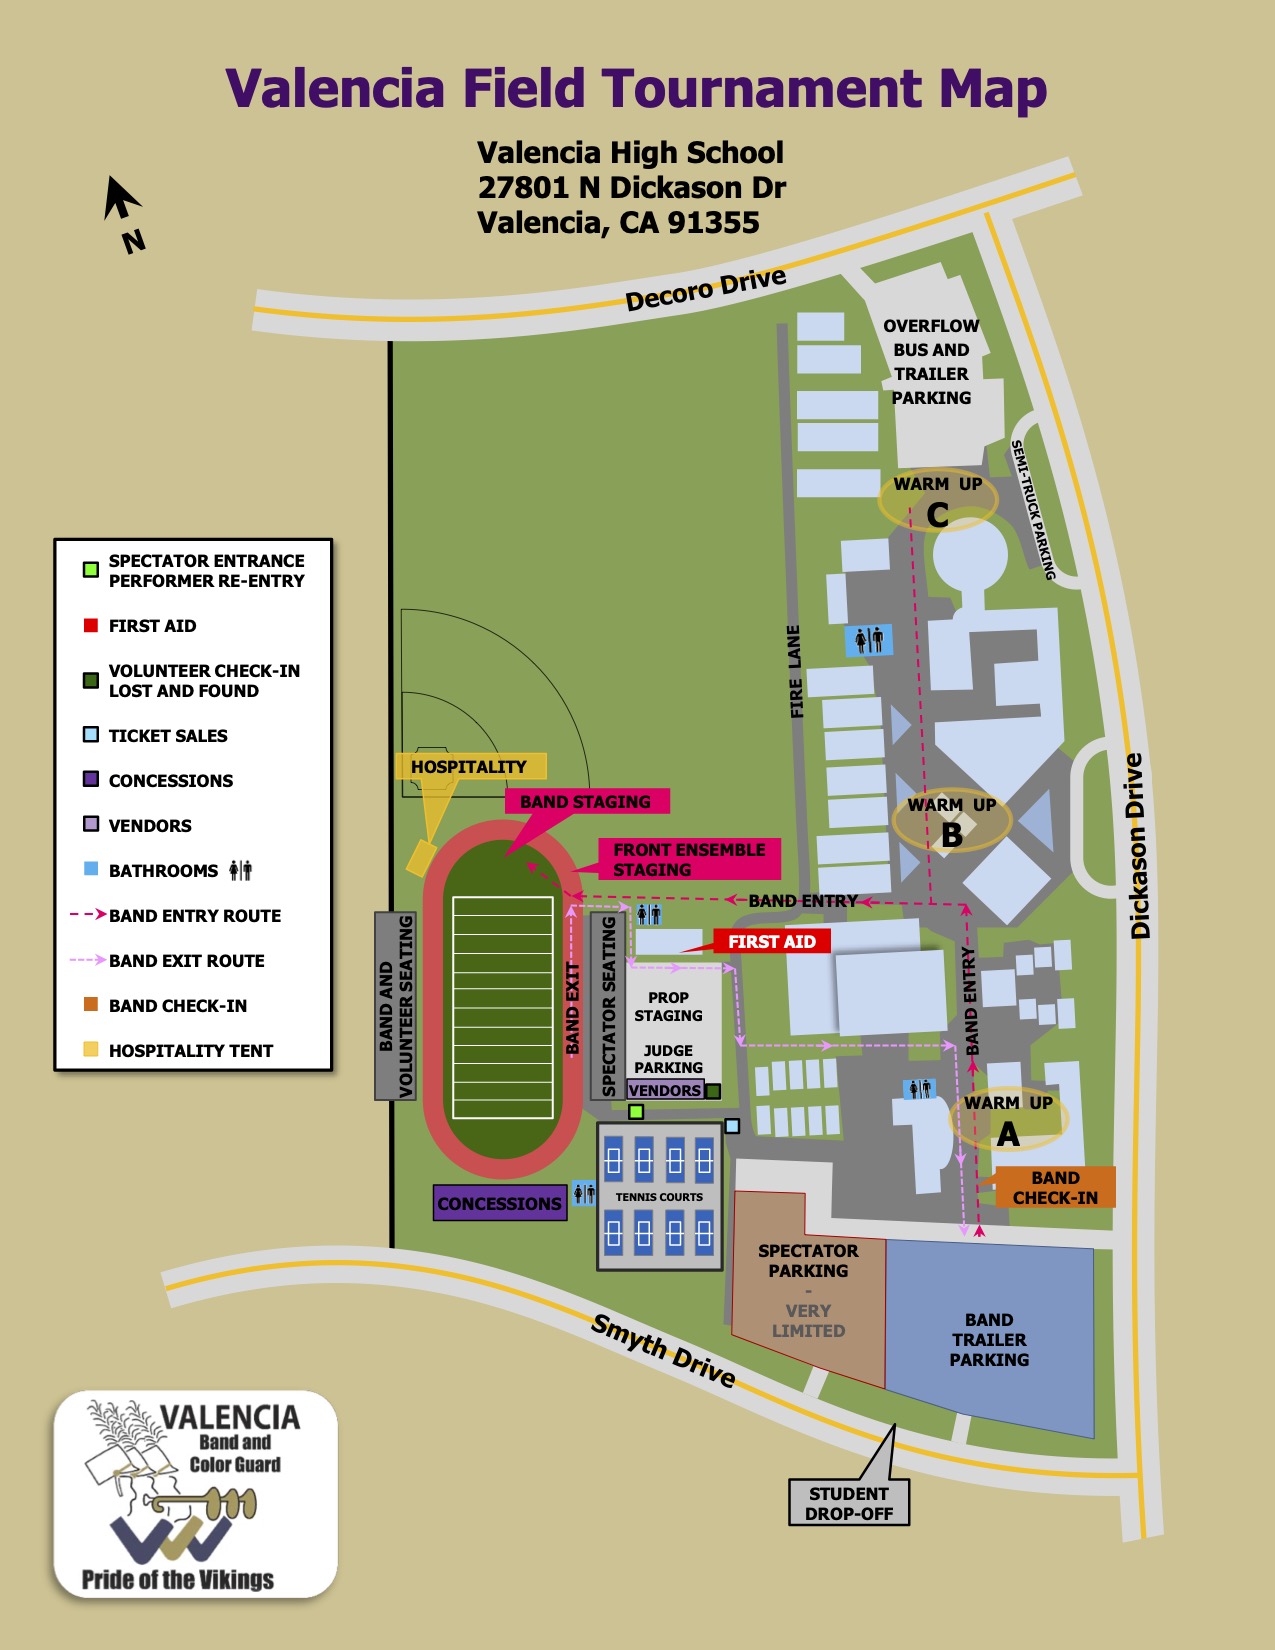 Valencia Field Tournament Map
Valencia High School
27801 N Dickason Dr
Valencia, CA 91355
N
Decoro Drive
OVERFLOW
BUS AND
TRAILER
PARKING
SEMI-TRUCK PARKING
WARM UP
C
FIRE LANE
SPECTATOR ENTRANCE
PERFORMER RE-ENTRY
FIRST AID
VOLUNTEER CHECK-IN
LOST AND FOUND
TICKET SALES
CONCESSIONS
VENDORS
BATHROOMS
BAND ENTRY ROUTE
BAND EXIT ROUTE
BAND CHECK-IN
HOSPITALITY TENT
HOSPITALITY
BAND STAGING
FRONT ENSEMBLE
STAGING
WARM UP
B
Dickason Drive
BAND ENTRY
FIRST AID
BAND AND
VOLUNTEER SEATING
BAND EXIT
SPECTATOR SEATING
PROP
STAGING
JUDGE
PARKING
VENDORS
BAND ENTRY
WARM UP
A
BAND
CHECK-IN
CONCESSIONS
TENNIS COURTS
SPECTATOR
PARKING
-
VERY
LIMITED
BAND
TRAILER
PARKING
Smyth Drive
STUDENT
DROP-OFF
VALENCIA
Band and
Color Guard
Pride of the Vikings